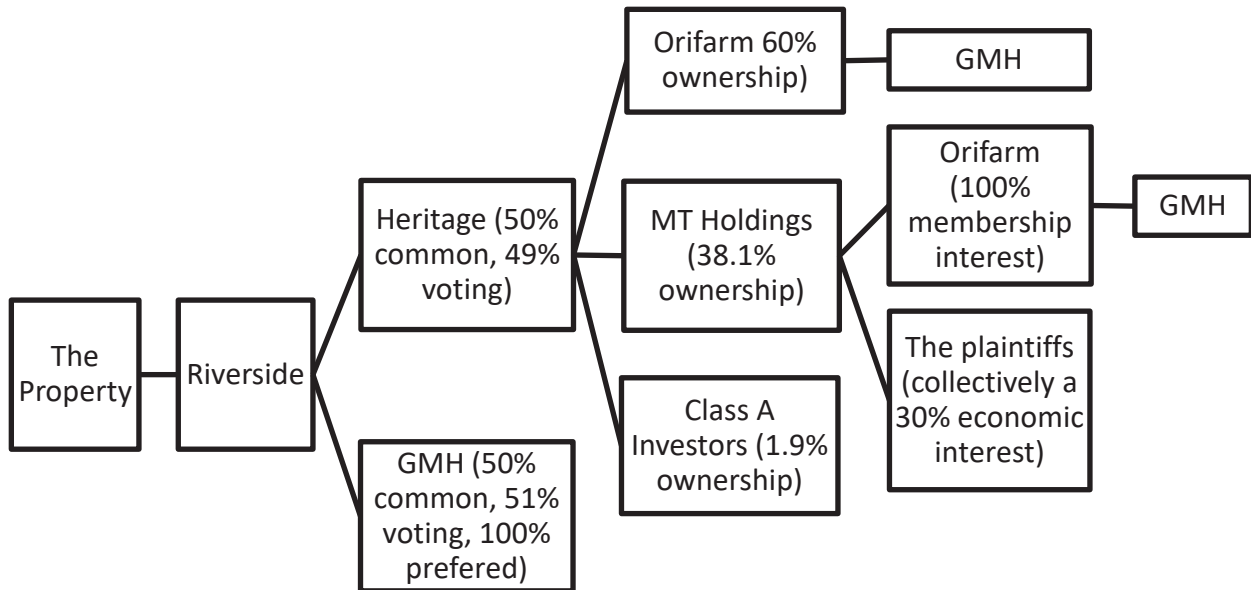 The
Property
Riverside
Heritage (50%
common, 49%
voting)
GMH (50%
common, 51%
voting, 100%
prefered)
Orifarm 60%
ownership)
MT Holdings
(38.1%
ownership)
Class A
Investors (1.9%
ownership)
GMH
Orifarm
(100%
membership
interest)
The plaintiffs
(collectively a
30% economic
interest)
GMH